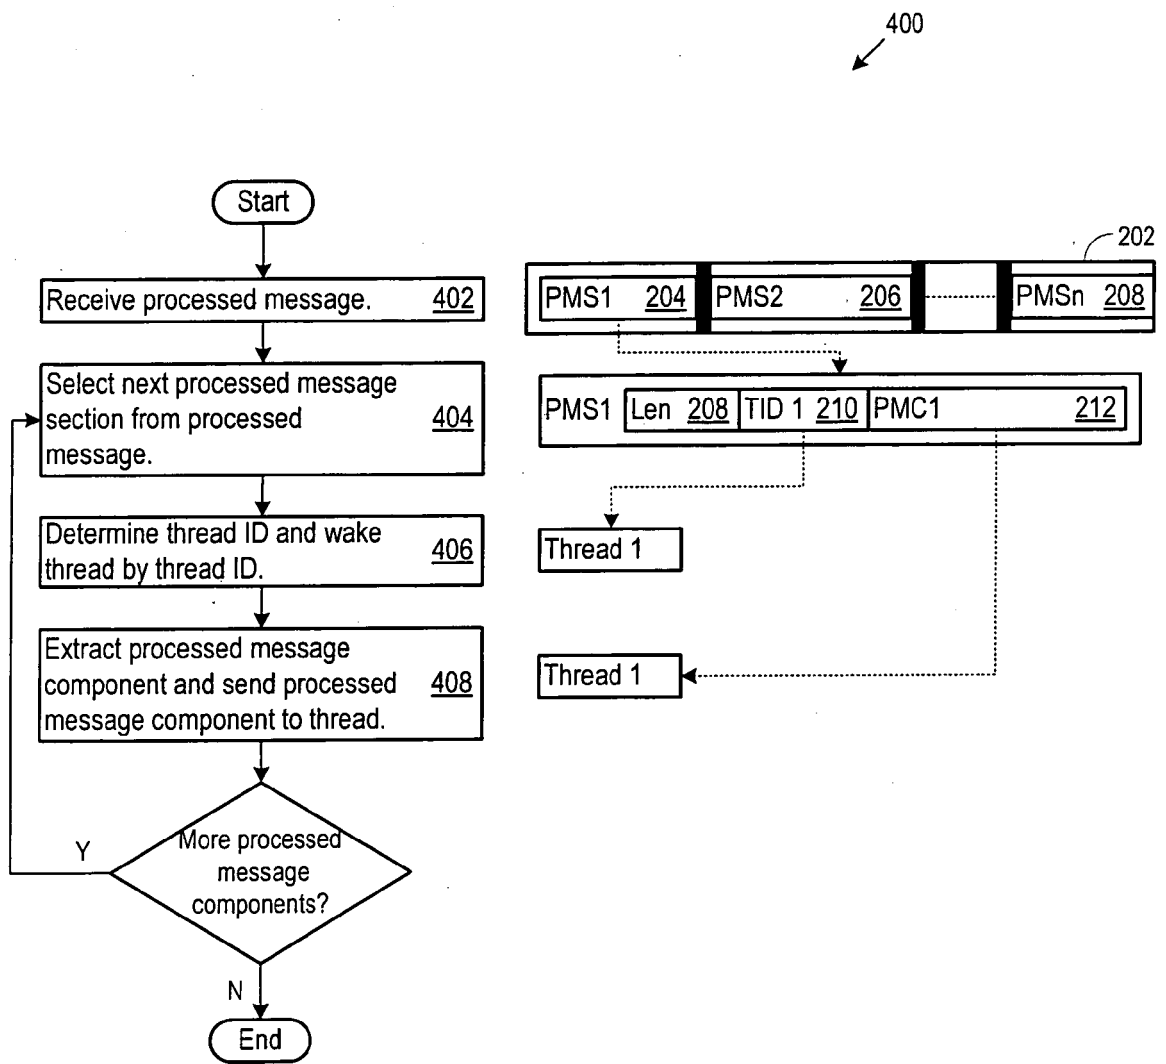 400
Start
Receive processed message. 402
Select next processed message
section from processed 404
message.
Determine thread ID and wake 406
thread by thread ID.
Extract processed message
component and send processed 408
message component to thread.
More processed
message
components?
Y
N
End
202
PMS1 204 PMS2 206 PMSn 208
PMS1 Len 208 TID 1 210 PMC1 212
Thread 1
Thread 1